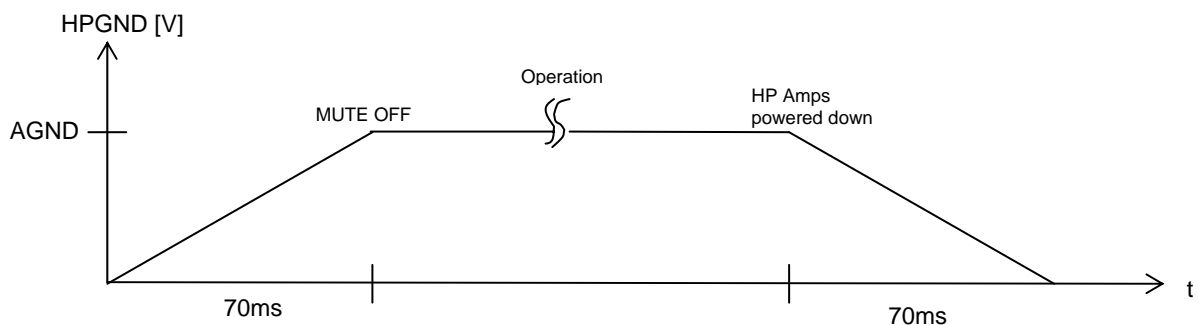 HPGND [V]
Operation
HP Amps
powered down
MUTE OFF
AGND
70ms
70ms
t